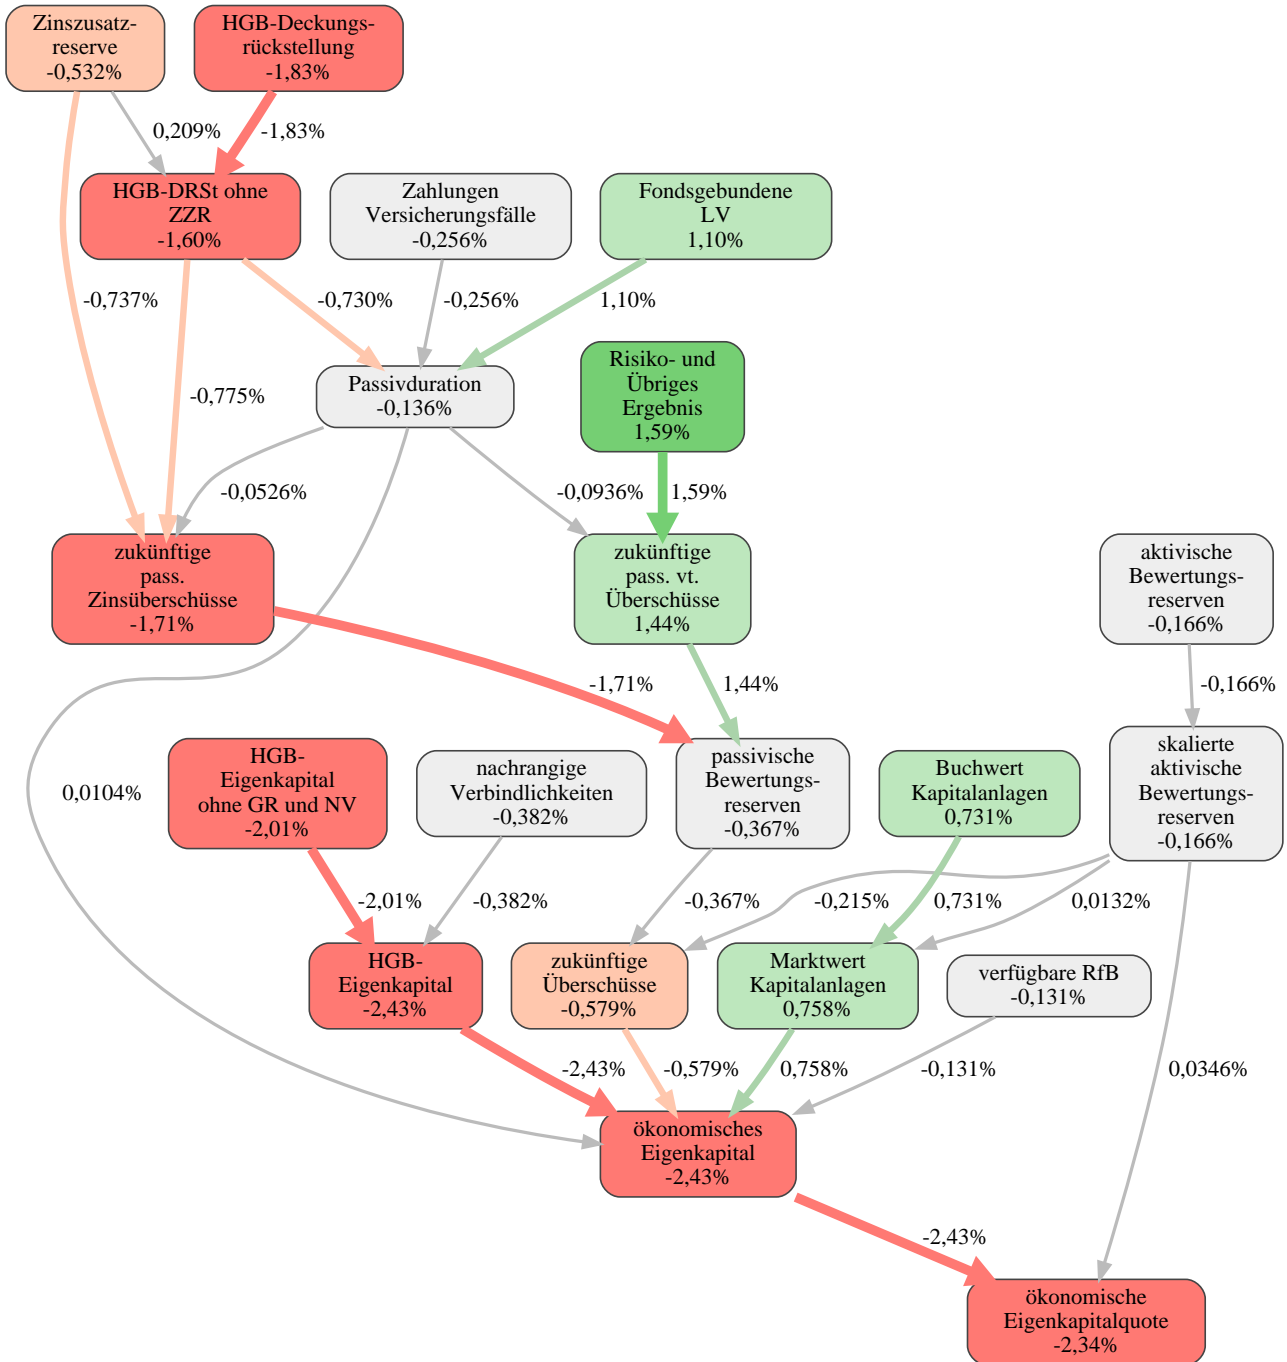 Zinszusatz-
reserve
-0,532%
HGB-Deckungs-
rückstellung
-1,83%
0,209%
-1,83%
HGB-DRSt ohne
ZZR
-1,60%
Zahlungen
Versicherungsfälle
-0,256%
Fondsgebundene
LV
1,10%
-0,737%
-0,730%
-0,256%
1,10%
Risiko- und
Übriges
Ergebnis
1,59%
Passivduration
-0,136%
-0,775%
-0,0526%
-0,0936%
1,59%
zukünftige
pass.
Zinsüberschüsse
-1,71%
zukünftige
pass. vt.
Überschüsse
1,44%
aktivische
Bewertungs-
reserven
-0,166%
-1,71%
1,44%
-0,166%
HGB-
Eigenkapital
ohne GR und NV
-2,01%
nachrangige
Verbindlichkeiten
-0,382%
passivische
Bewertungs-
reserven
-0,367%
Buchwert
Kapitalanlagen
0,731%
skalierte
aktivische
Bewertungs-
reserven
-0,166%
0,0104%
-2,01%
-0,382%
-0,367%
-0,215%
0,731%
0,0132%
HGB-
Eigenkapital
-2,43%
zukünftige
Überschüsse
-0,579%
Marktwert
Kapitalanlagen
0,758%
verfügbare RfB
-0,131%
-2,43%
-0,579%
0,758%
-0,131%
0,0346%
ökonomisches
Eigenkapital
-2,43%
-2,43%
ökonomische
Eigenkapitalquote
-2,34%